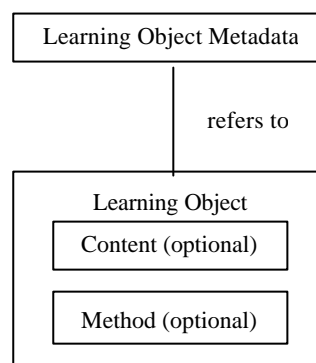 Learning Object Metadata
refers to
Learning Object
Content (optional)
Method (optional)